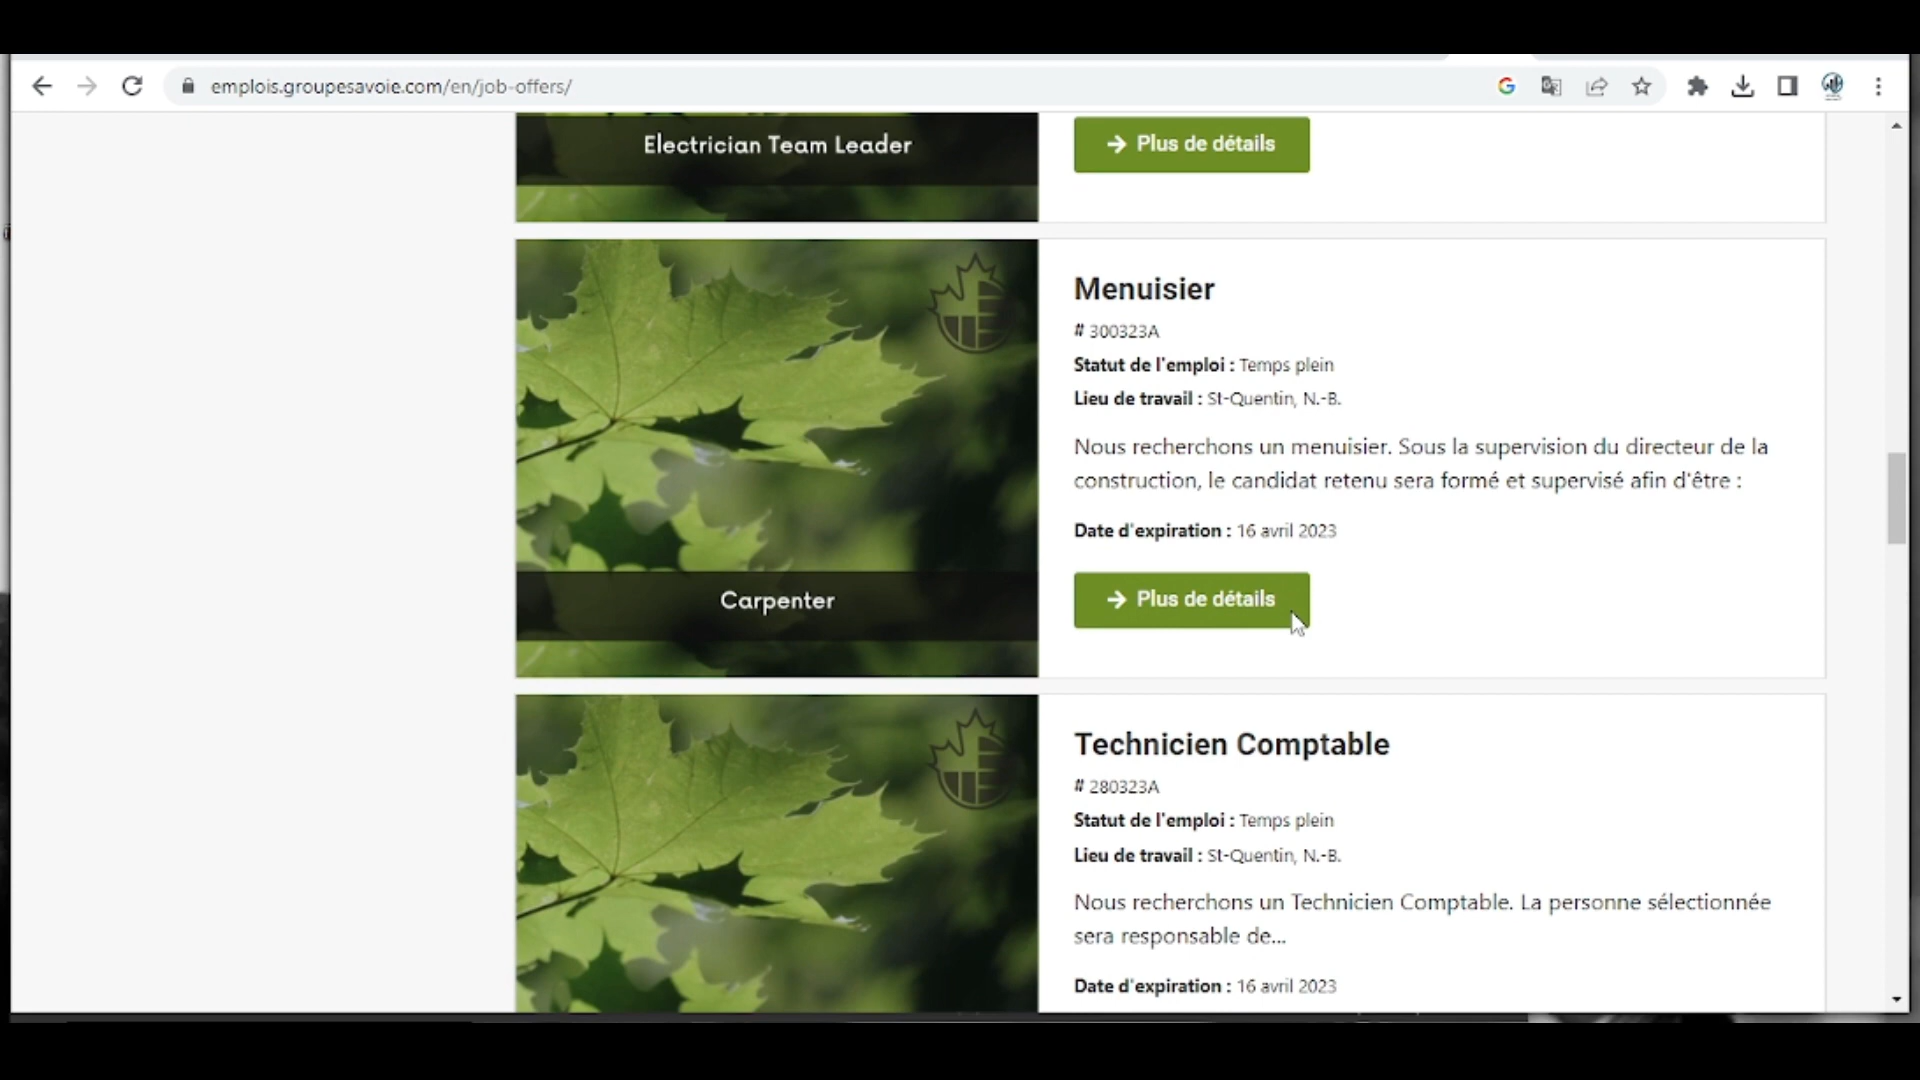 emplois.groupesavoie.com/en/job-offers/
Electrician Team Leader
→ Plus de détails
Menuisier
# 300323A
Statut de l'emploi : Temps plein
Lieu de travail : St-Quentin, N.-B.
Nous recherchons un menuisier. Sous la supervision du directeur de la
construction, le candidat retenu sera formé et supervisé afin d'être :
Date d'expiration : 16 avril 2023
→ Plus de détails
Carpenter
Technicien Comptable
# 280323A
Statut de l'emploi : Temps plein
Lieu de travail : St-Quentin, N.-B.
Nous recherchons un Technicien Comptable. La personne sélectionnée
sera responsable de...
Date d'expiration : 16 avril 2023